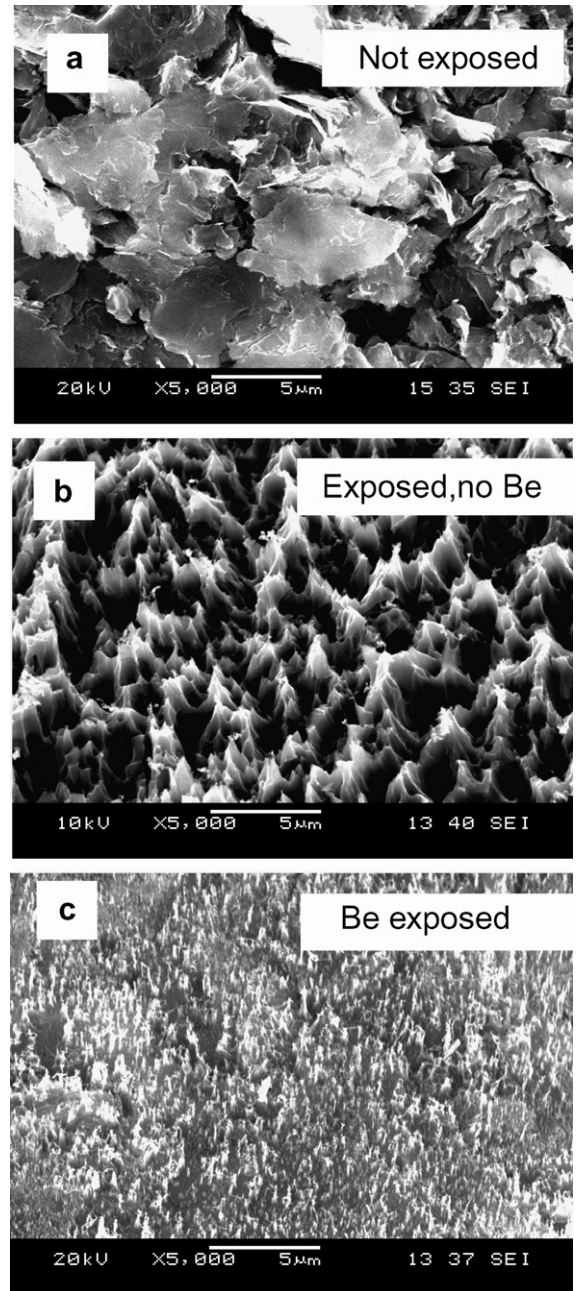 a
Not exposed
20kV X5,000 5μm 15 35 SEI
b
Exposed,no Be
10kV X5,000 5μm 13 40 SEI
c
Be exposed
20kV X5,000 5μm 13 37 SEI